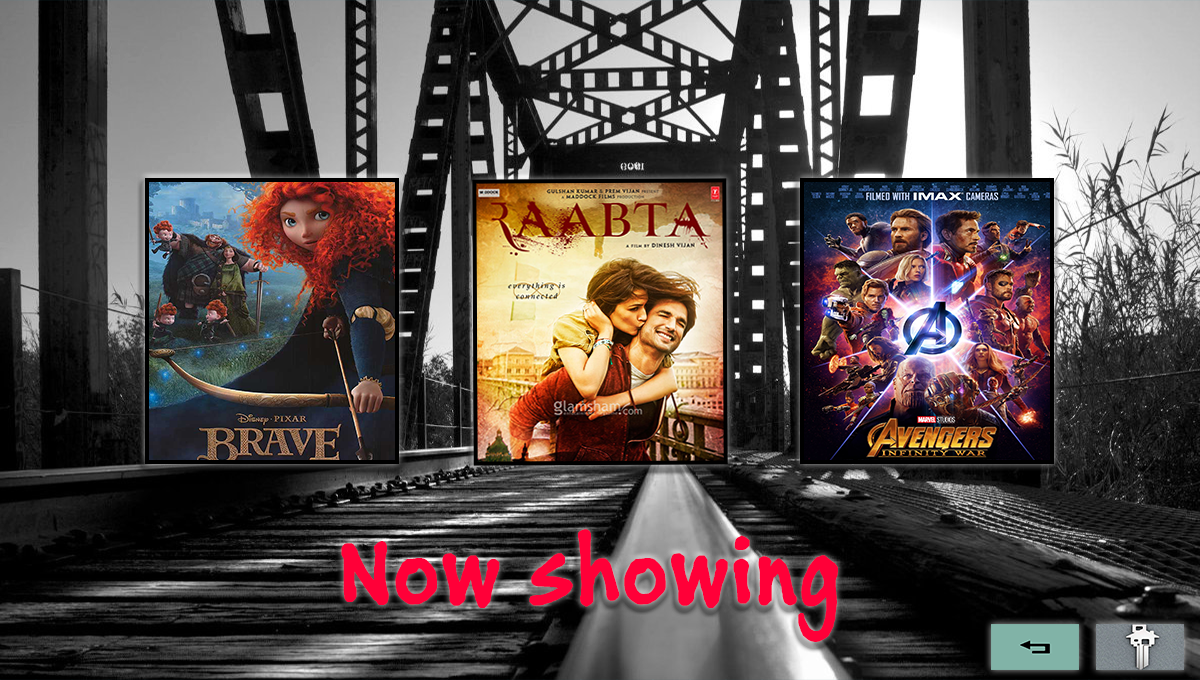 DISNEY · PIXAR
BRAVE
MADDOCK
GULSHAN KUMAR & PREM VIJAN PRESENT
A MADDOCK FILMS PRODUCTION
RAABTA
A FILM BY DINESH VIJAN
everything is
connected
glamsham.com
FILMED WITH IMAX CAMERAS
A
MARVEL STUDIOS
AVENGERS
INFINITY WAR
Now showing